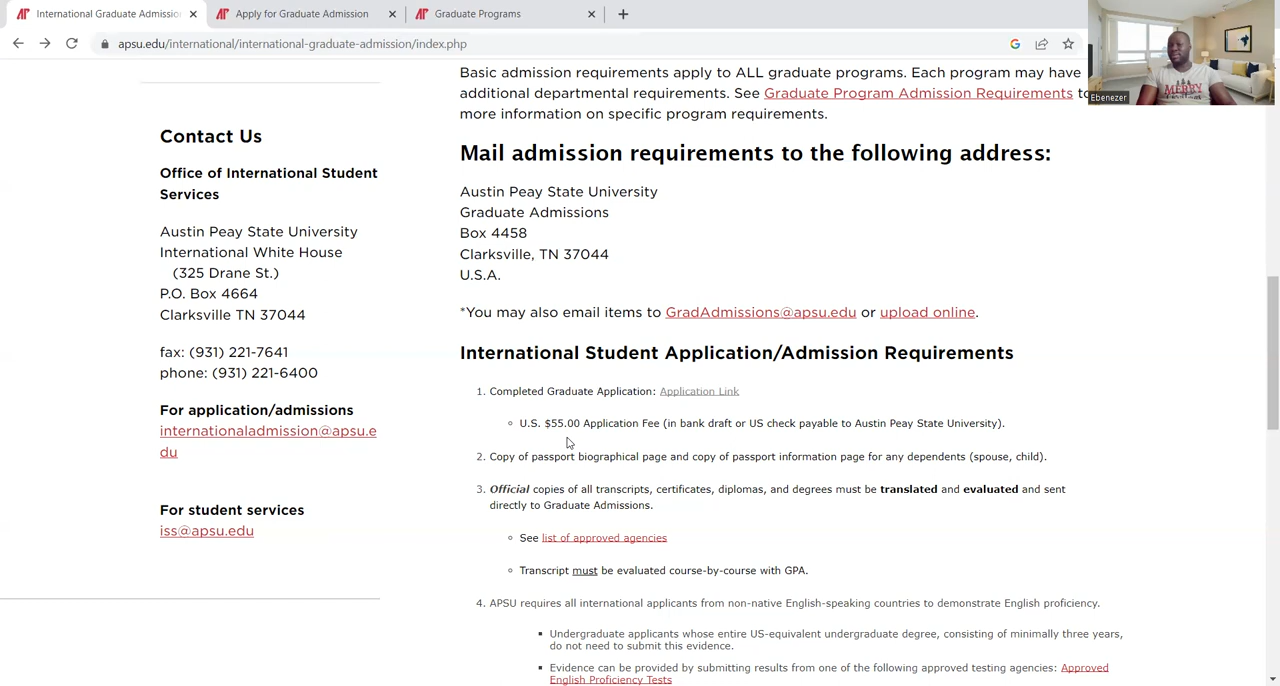 International Graduate Admission
Apply for Graduate Admission
Graduate Programs
apsu.edu/international/international-graduate-admission/index.php
Ebenezer
MERRY
Contact Us
Office of International Student
Services
Austin Peay State University
International White House
(325 Drane St.)
P.O. Box 4664
Clarksville TN 37044
fax: (931) 221-7641
phone: (931) 221-6400
For application/admissions
internationaladmission@apsu.e
du
For student services
iss@apsu.edu
Basic admission requirements apply to ALL graduate programs. Each program may have
additional departmental requirements. See Graduate Program Admission Requirements to
more information on specific program requirements.
Mail admission requirements to the following address:
Austin Peay State University
Graduate Admissions
Box 4458
Clarksville, TN 37044
U.S.A.
*You may also email items to GradAdmissions@apsu.edu or upload online.
International Student Application/Admission Requirements
1. Completed Graduate Application: Application Link
U.S. $55.00 Application Fee (in bank draft or US check payable to Austin Peay State University).
2. Copy of passport biographical page and copy of passport information page for any dependents (spouse, child).
3. Official copies of all transcripts, certificates, diplomas, and degrees must be translated and evaluated and sent
directly to Graduate Admissions.
See list of approved agencies
Transcript must be evaluated course-by-course with GPA.
4. APSU requires all international applicants from non-native English-speaking countries to demonstrate English proficiency.
Undergraduate applicants whose entire US-equivalent undergraduate degree, consisting of minimally three years,
do not need to submit this evidence.
Evidence can be provided by submitting results from one of the following approved testing agencies: Approved
English Proficiency Tests